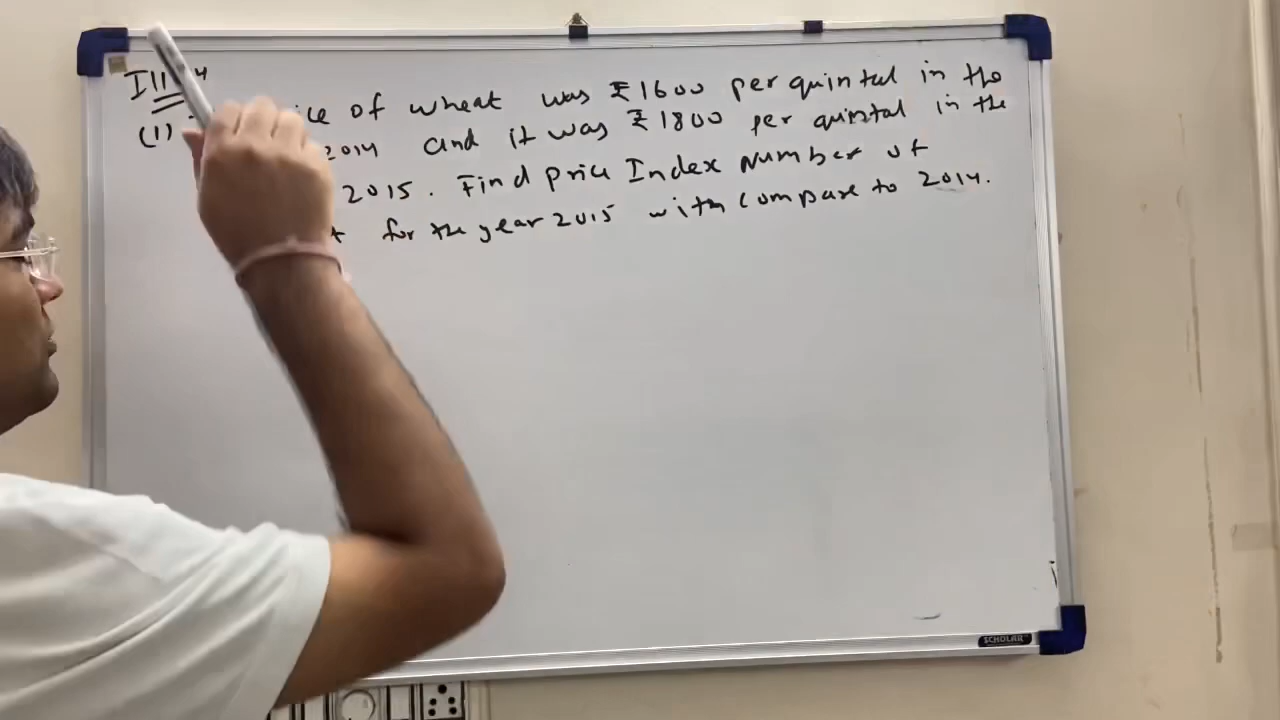 Ill 4
(1) ice of wheat was ₹1600 per quintal in the
2014 and it was ₹1800 per quintal in the
2015. Find price Index Number of
for the year 2015 with compare to 2014.
SCHOLAR